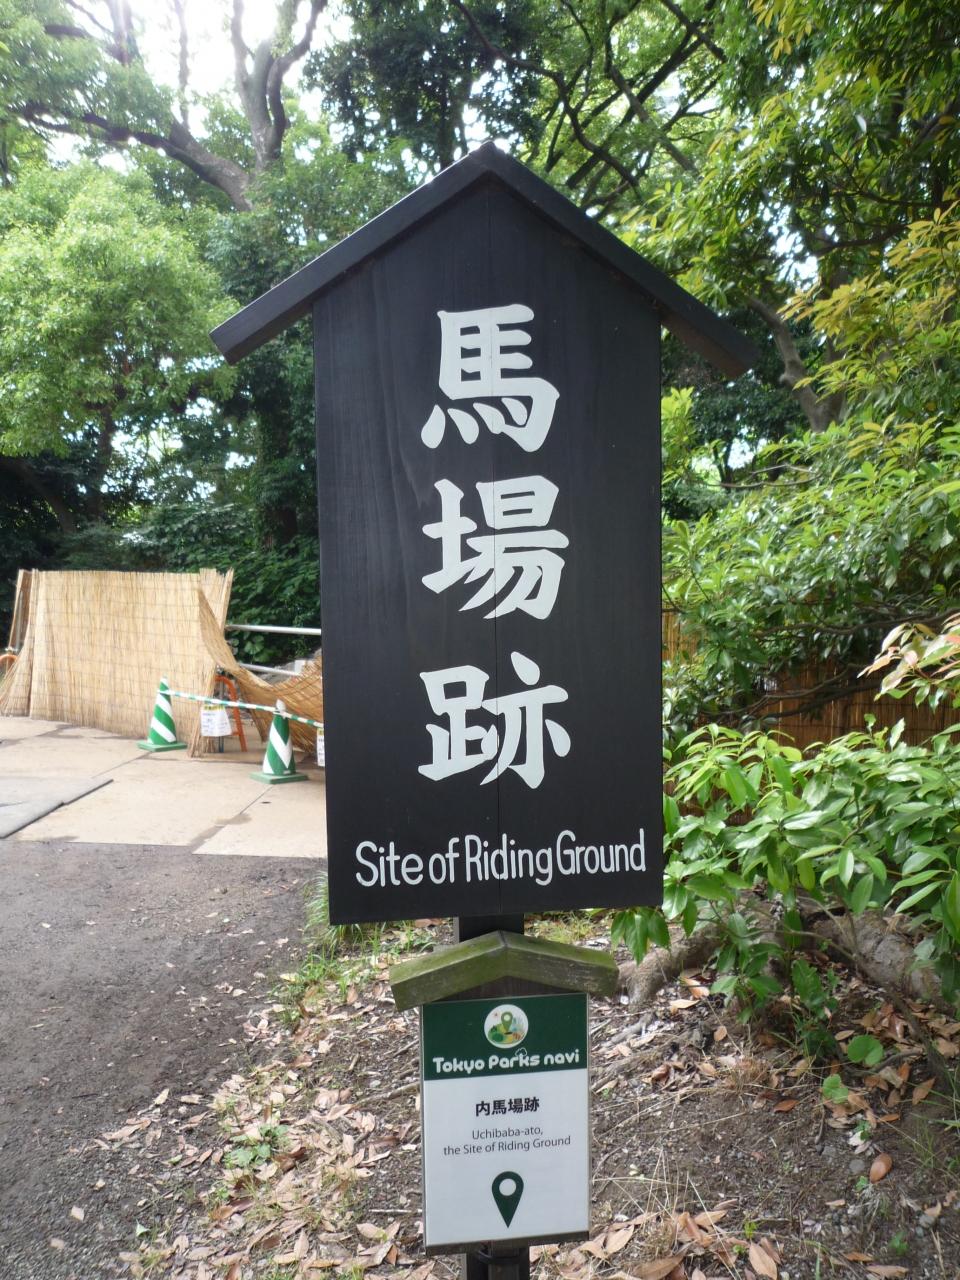 馬場跡
Site of Riding Ground
Tokyo Parks navi
内馬場跡
Uchibaba-ato,
the Site of Riding Ground